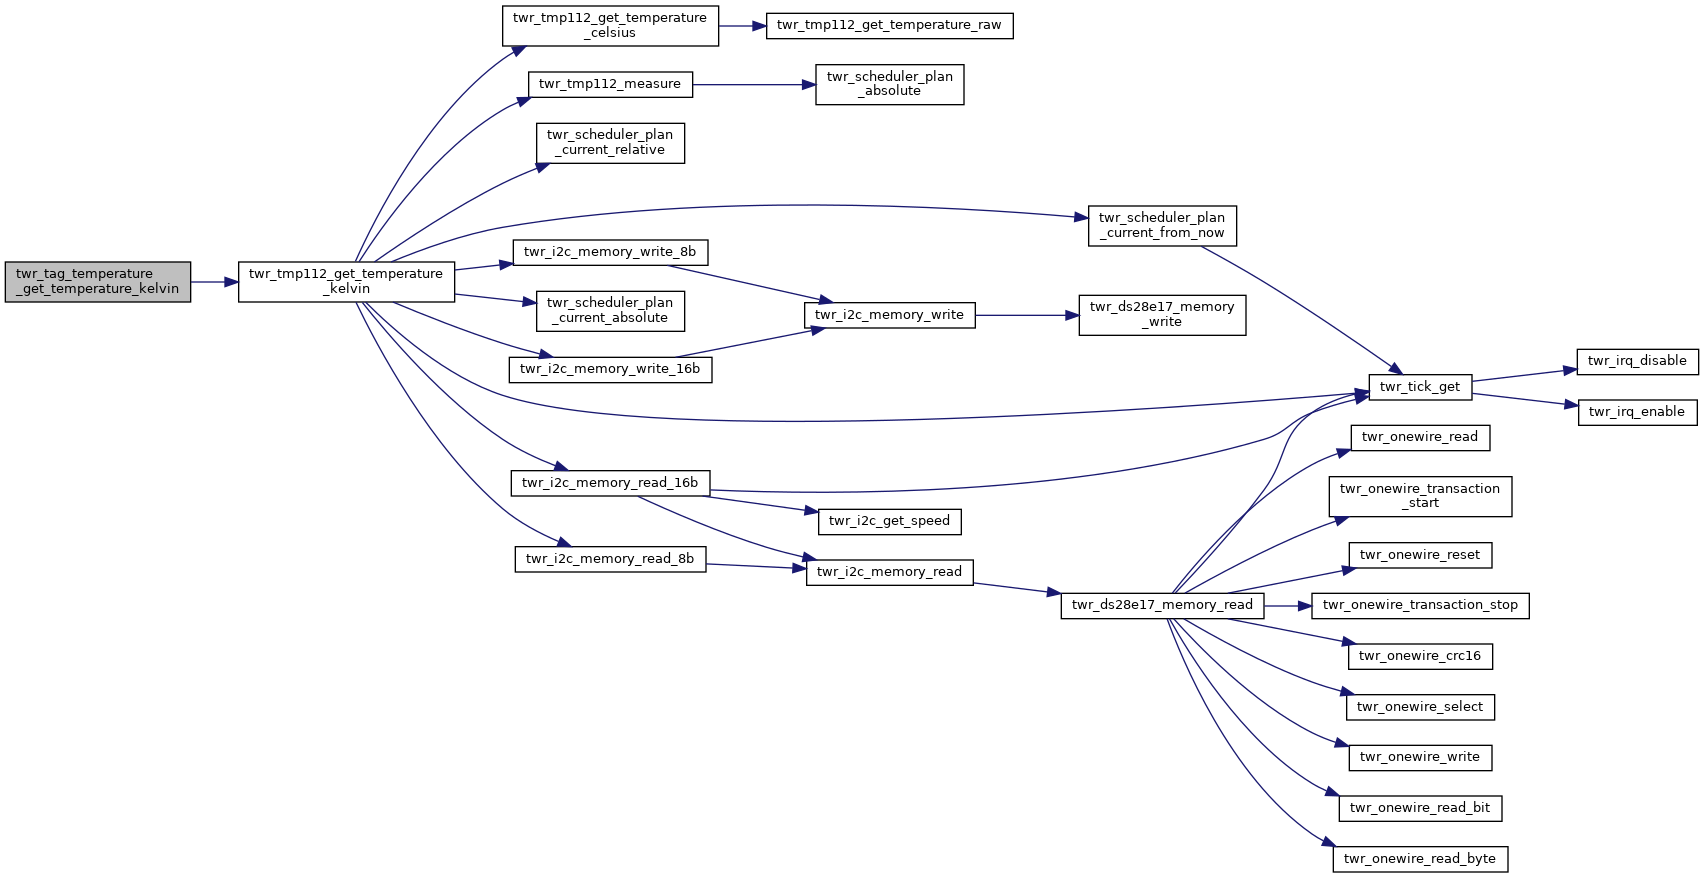 twr_tag_temperature
_get_temperature_kelvin
twr_tmp112_get_temperature
_kelvin
twr_tmp112_get_temperature
_celsius
twr_tmp112_get_temperature_raw
twr_tmp112_measure
twr_scheduler_plan
_absolute
twr_scheduler_plan
_current_relative
twr_scheduler_plan
_current_from_now
twr_i2c_memory_write_8b
twr_scheduler_plan
_current_absolute
twr_i2c_memory_write
twr_ds28e17_memory
_write
twr_i2c_memory_write_16b
twr_tick_get
twr_irq_disable
twr_irq_enable
twr_i2c_memory_read_16b
twr_i2c_get_speed
twr_i2c_memory_read_8b
twr_i2c_memory_read
twr_ds28e17_memory_read
twr_onewire_read
twr_onewire_transaction
_start
twr_onewire_reset
twr_onewire_transaction_stop
twr_onewire_crc16
twr_onewire_select
twr_onewire_write
twr_onewire_read_bit
twr_onewire_read_byte